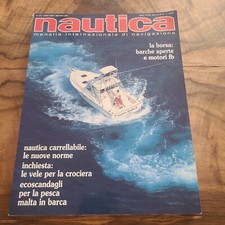 nautica
mensile internazionale di navigazione
la borsa:
barche aperte
e motori fb
nautica carrellabile:
le nuove norme
inchiesta:
le vele per la crociera
ecoscandagli
per la pesca
malta in barca